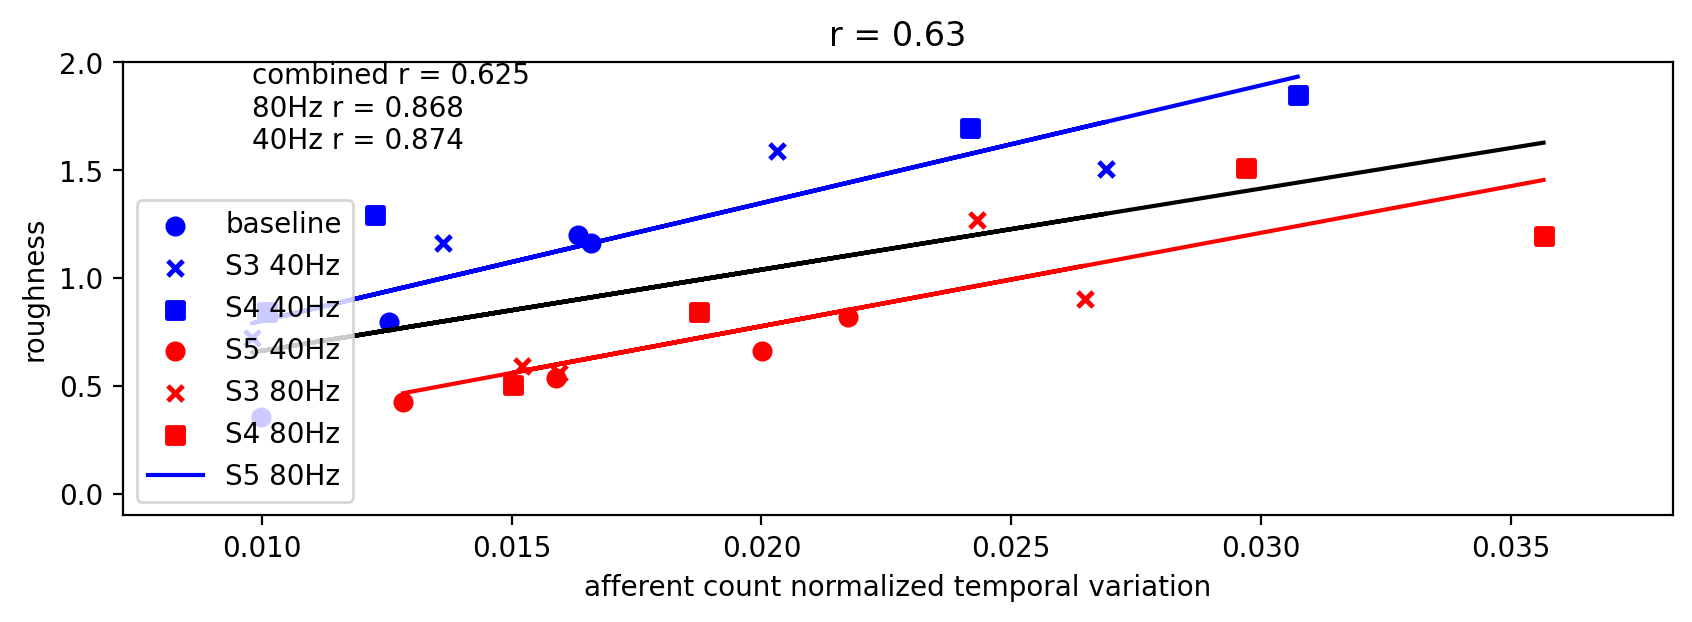 r = 0.63
combined r = 0.625
80Hz r = 0.868
40Hz r = 0.874
baseline
S3 40Hz
S4 40Hz
S5 40Hz
S3 80Hz
S4 80Hz
S5 80Hz
roughness
2.0
1.5
1.0
0.5
0.0
0.010 0.015 0.020 0.025 0.030 0.035
afferent count normalized temporal variation